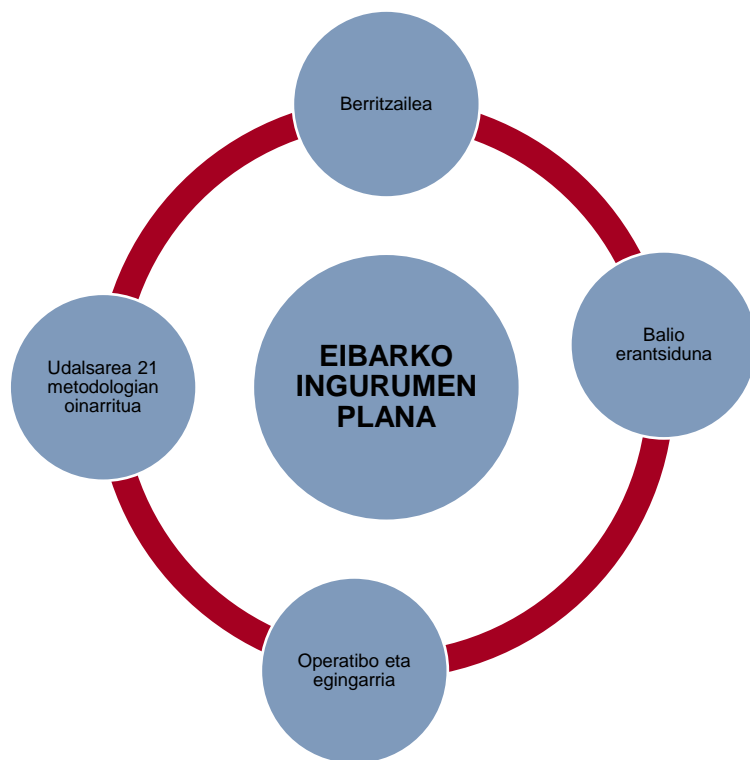 Berritzailea
Balio
erantsiduna
EIBARKO
INGURUMEN
PLANA
Udalsarea 21
metodologian
oinarritua
Operatibo eta
egingarria